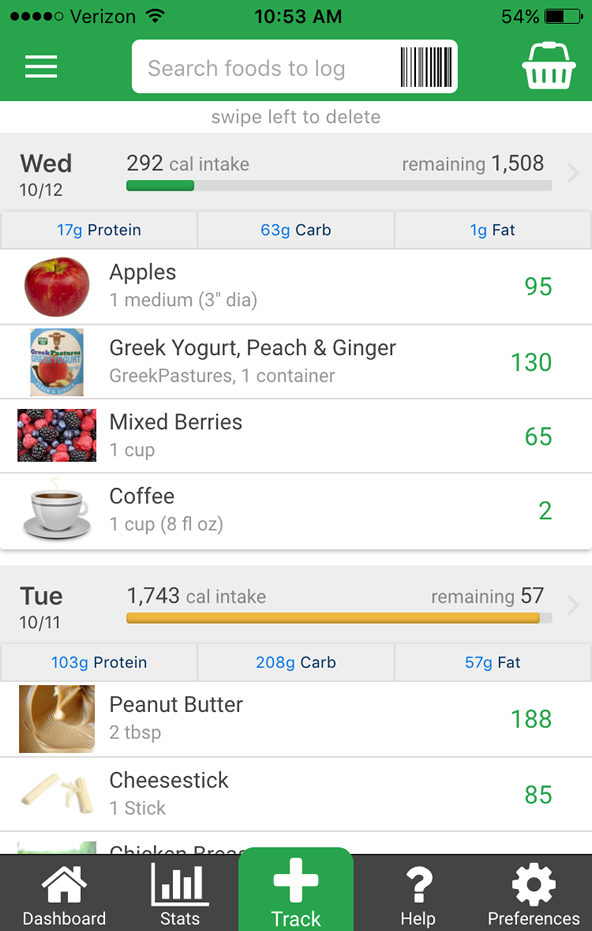 Verizon 10:53 AM 54%
Search foods to log
swipe left to delete
Wed 292 cal intake remaining 1,508
10/12
17g Protein 63g Carb 1g Fat
Apples
1 medium (3" dia)
95
GreekPastures
GREEK YOGURT
Greek Yogurt, Peach & Ginger
GreekPastures, 1 container
130
Mixed Berries
1 cup
65
Coffee
1 cup (8 fl oz)
2
Tue 1,743 cal intake remaining 57
10/11
103g Protein 208g Carb 57g Fat
Peanut Butter
2 tbsp
188
Cheesestick
1 Stick
85
Chicken Brea
Dashboard Stats Track Help Preferences